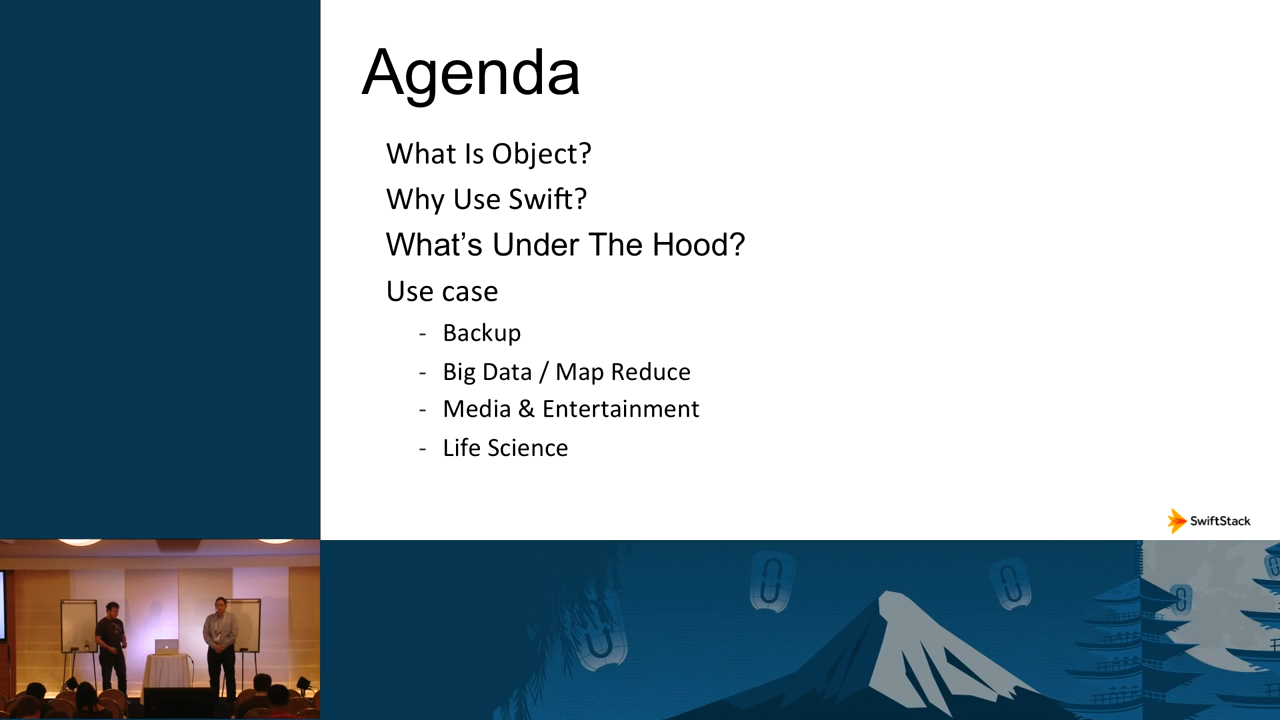 Agenda
What Is Object?
Why Use Swift?
What’s Under The Hood?
Use case
- Backup
- Big Data / Map Reduce
- Media & Entertainment
- Life Science
SwiftStack